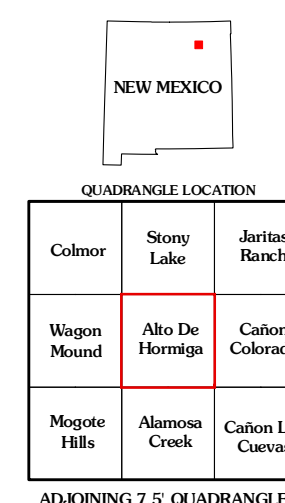 NEW MEXICO
QUADRANGLE LOCATION
Colmor
Stony
Lake
Jaritas
Ranch
Wagon
Mound
Alto De
Hormiga
Cañon
Colorad
Mogote
Hills
Alamosa
Creek
Cañon L
Cuevas
ADJOINING 7.5' QUADRANGLE